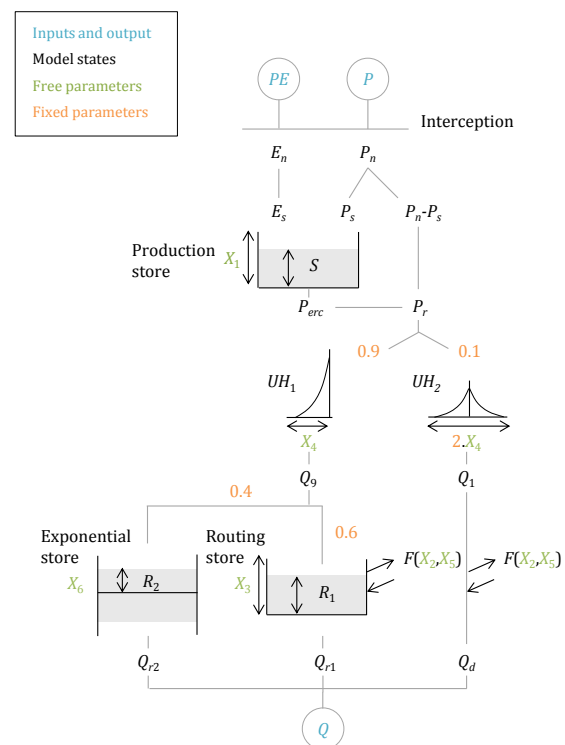 Inputs and output
Model states
Free parameters
Fixed parameters
PE P
Interception
Eₙ Pₙ
Eₛ Pₛ Pₙ-Pₛ
Production store
X₁ S
Pₑᵣc Pᵣ
0.9 0.1
UH₁ UH₂
X₄ 2.X₄
Q₉ Q₁
0.4
0.6
Exponential store
Routing store
F(X₂,X₅) F(X₂,X₅)
X₆ R₂ X₃ R₁
Qᵣ₂ Qᵣ₁ Q_d
Q